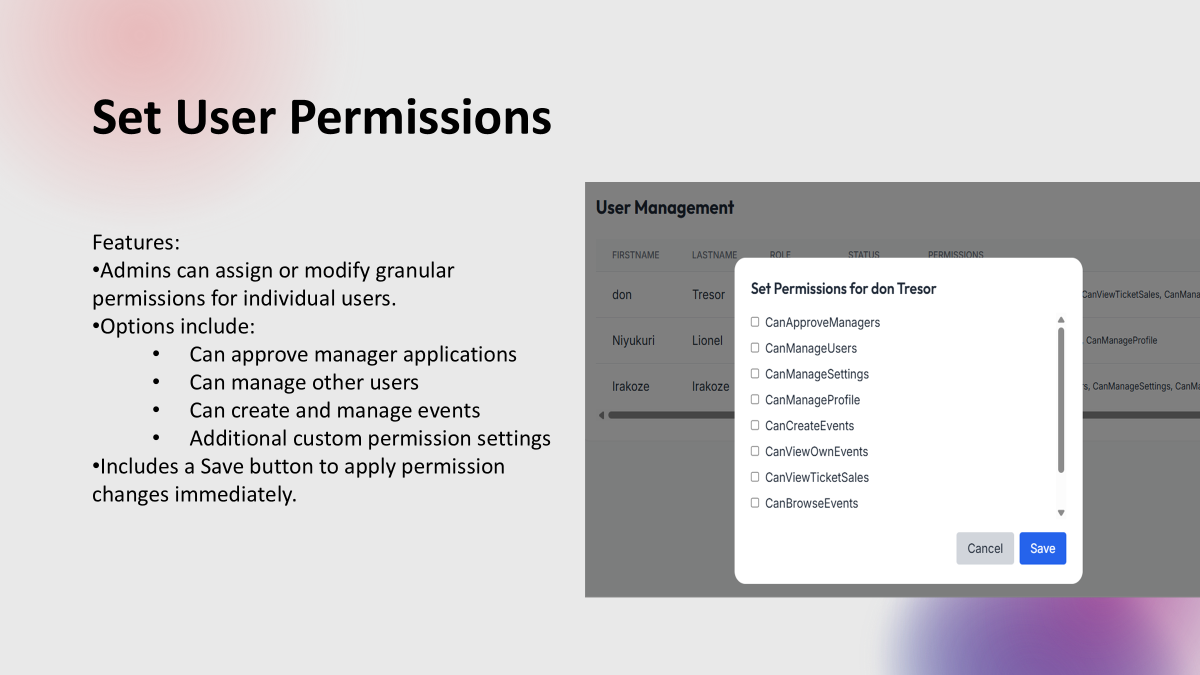 Set User Permissions
Features:
•Admins can assign or modify granular
permissions for individual users.
•Options include:
• Can approve manager applications
• Can manage other users
• Can create and manage events
• Additional custom permission settings
•Includes a Save button to apply permission
changes immediately.
User Management
FIRSTNAME LASTNAME ROLE STATUS PERMISSIONS
don Tresor CanViewTicketSales,
Niyukuri Lionel CanManageProfile
Irakoze Irakoze CanManageSettings,
Set Permissions for don Tresor
CanApproveManagers
CanManageUsers
CanManageSettings
CanManageProfile
CanCreateEvents
CanViewOwnEvents
CanViewTicketSales
CanBrowseEvents
Cancel Save